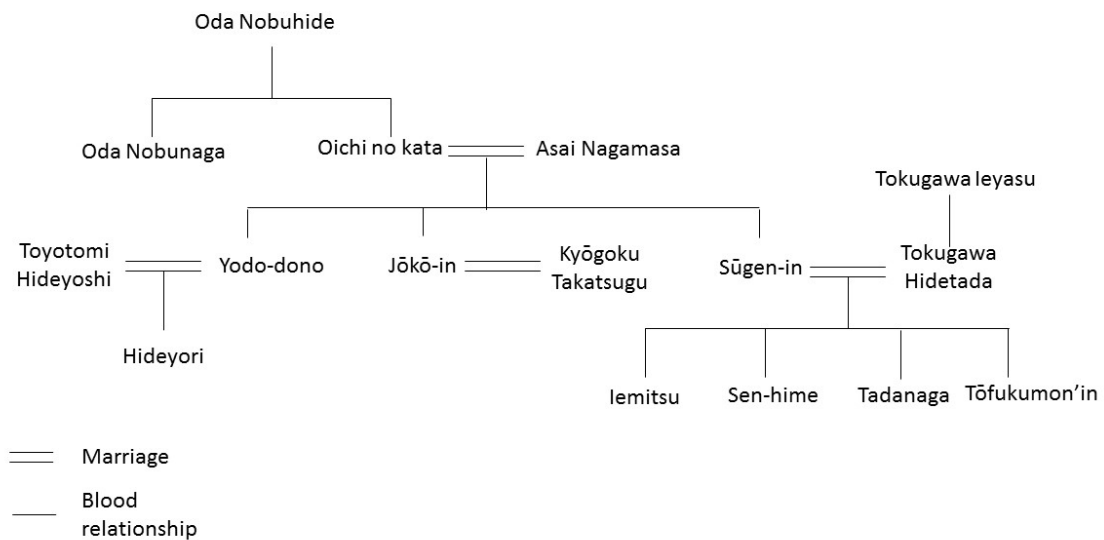 Oda Nobuhide
Oda Nobunaga
Oichi no kata
Asai Nagamasa
Tokugawa Ieyasu
Toyotomi
Hideyoshi
Yodo-dono
Jōkō-in
Kyōgoku
Takatsugu
Sūgen-in
Tokugawa
Hidetada
Hideyori
Iemitsu
Sen-hime
Tadanaga
Tōfukumon’in
Marriage
Blood
relationship